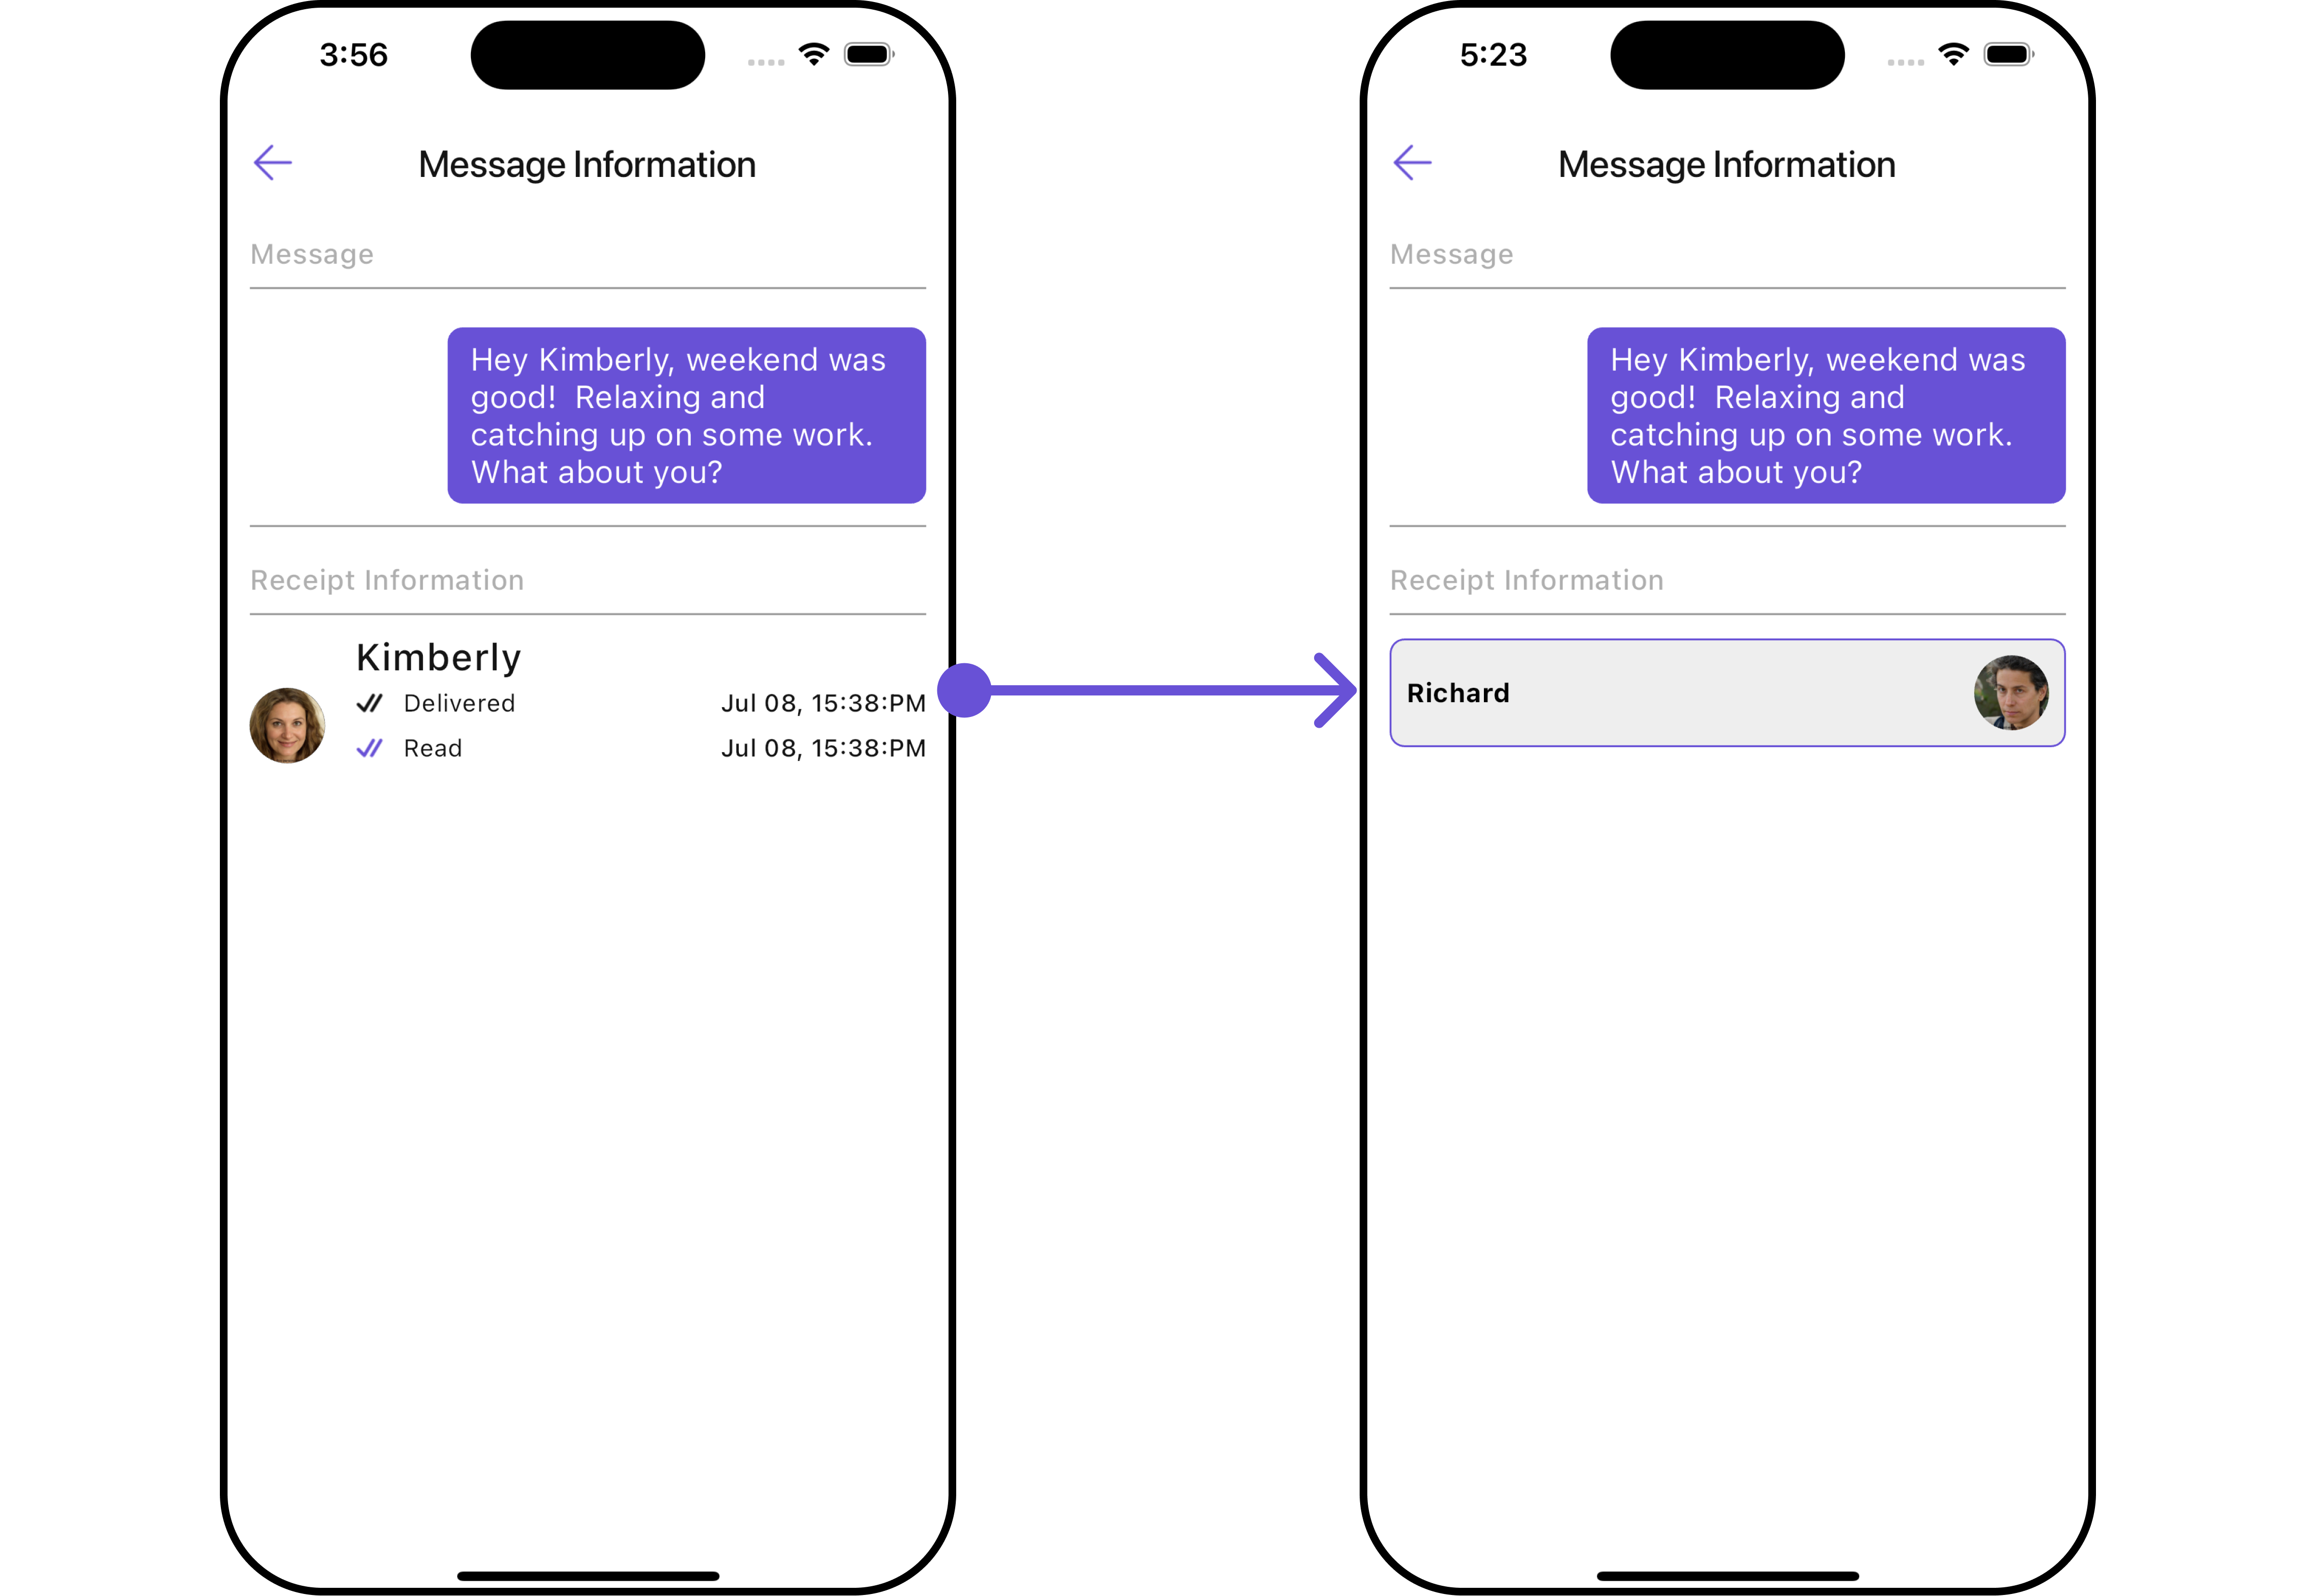 3:56
Message Information
Message
Hey Kimberly, weekend was
good!  Relaxing and
catching up on some work.
What about you?
Receipt Information
Kimberly
Delivered Jul 08, 15:38:PM
Read Jul 08, 15:38:PM
5:23
Message Information
Message
Hey Kimberly, weekend was
good!  Relaxing and
catching up on some work.
What about you?
Receipt Information
Richard